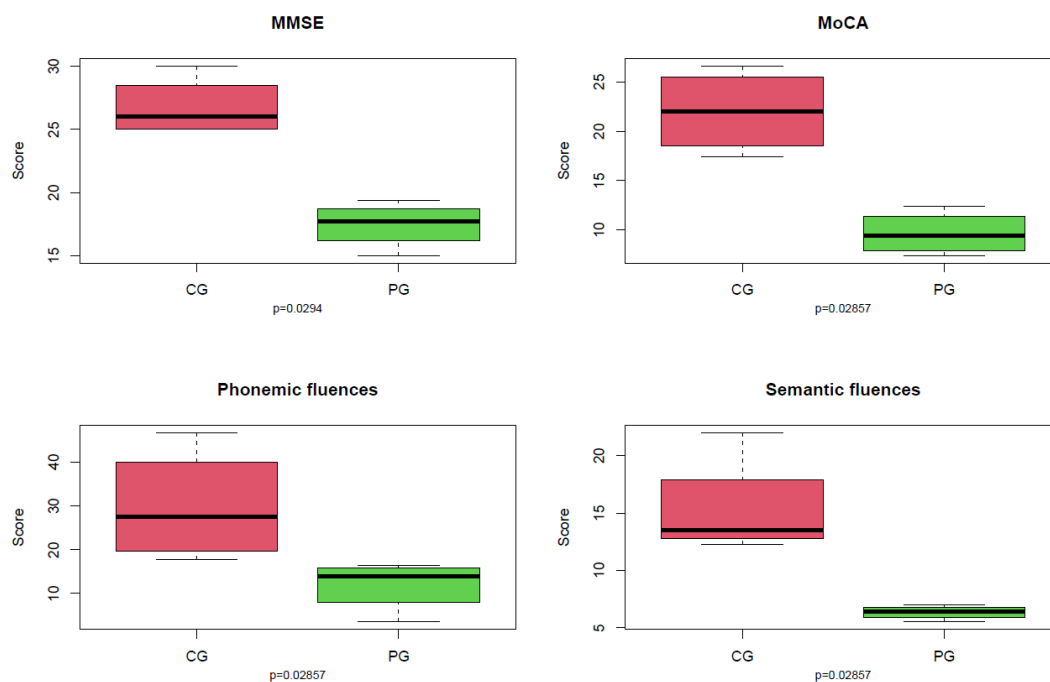 MMSE
Score
30
25
20
15
CG PG
p=0.0294
MoCA
Score
25
20
15
10
CG PG
p=0.02857
Phonemic fluences
Score
40
30
20
10
CG PG
p=0.02857
Semantic fluences
Score
20
15
10
5
CG PG
p=0.02857